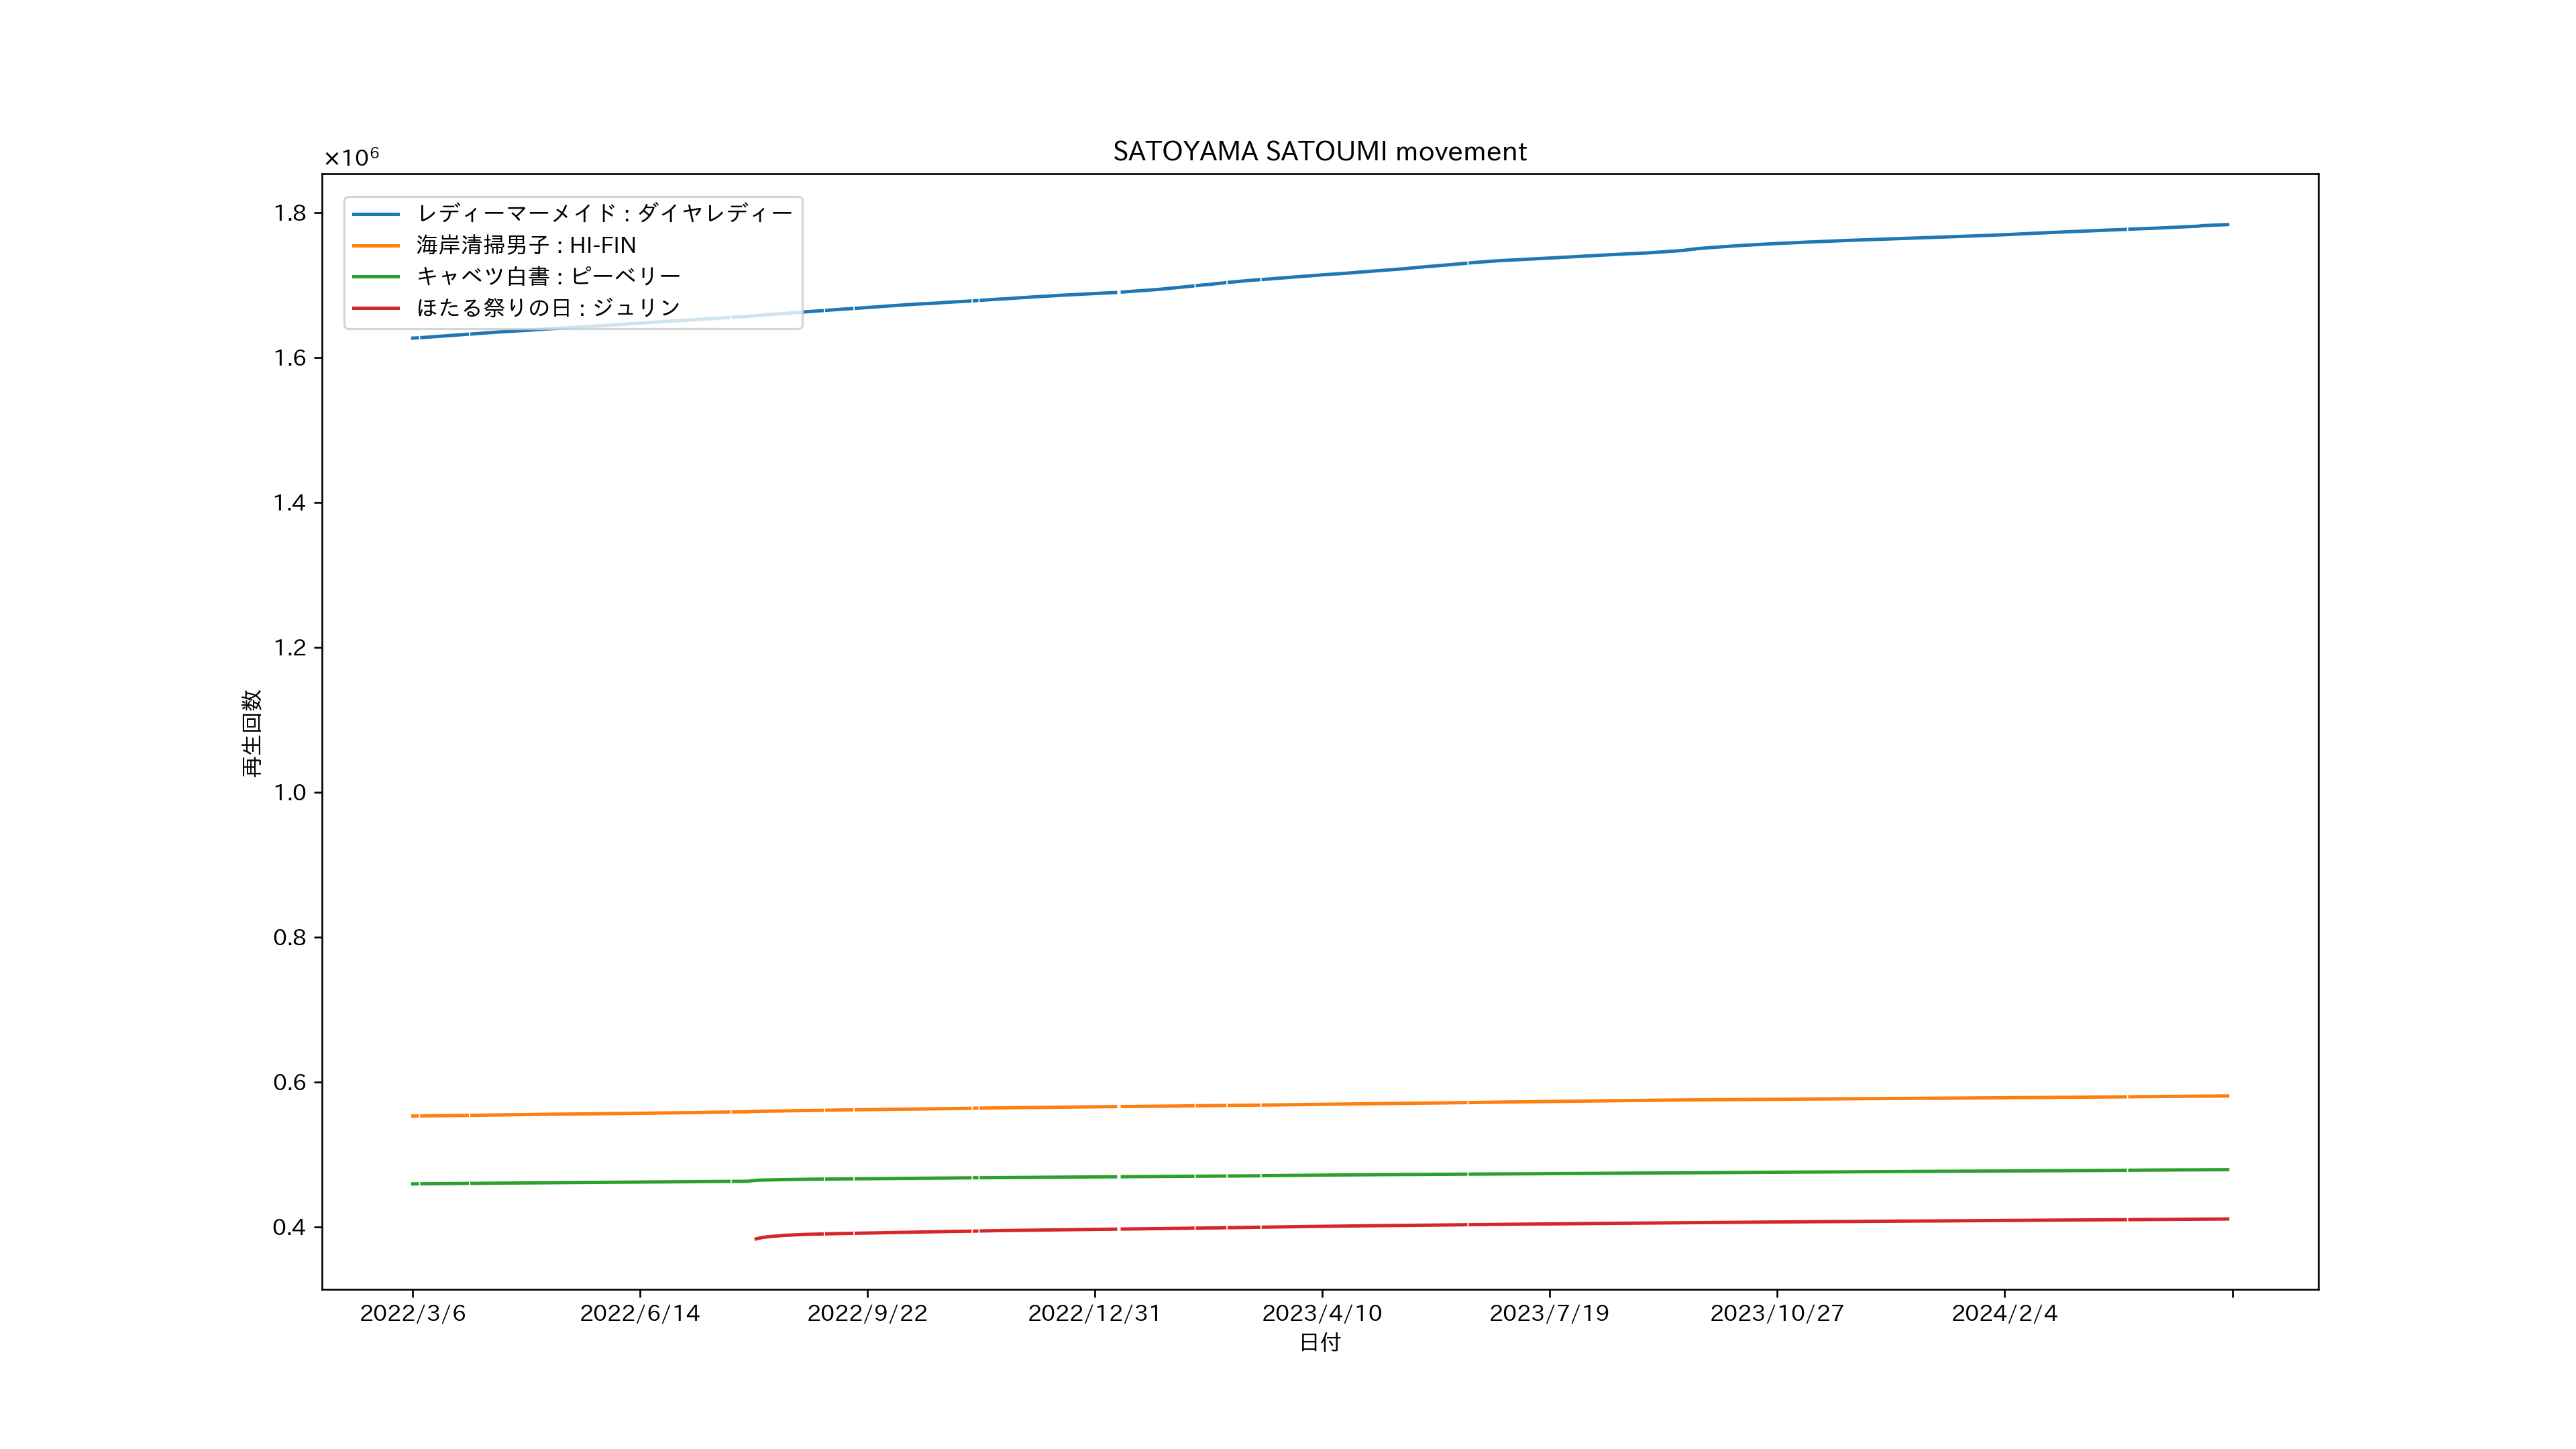 SATOYAMA SATOUMI movement
×10⁶
レディーマーメイド : ダイヤレディー
海岸清掃男子 : HI-FIN
キャベツ白書 : ピーベリー
ほたる祭りの日 : ジュリン
1.8
1.6
1.4
1.2
1.0
0.8
0.6
0.4
再生回数
2022/3/6
2022/6/14
2022/9/22
2022/12/31
2023/4/10
2023/7/19
2023/10/27
2024/2/4
日付